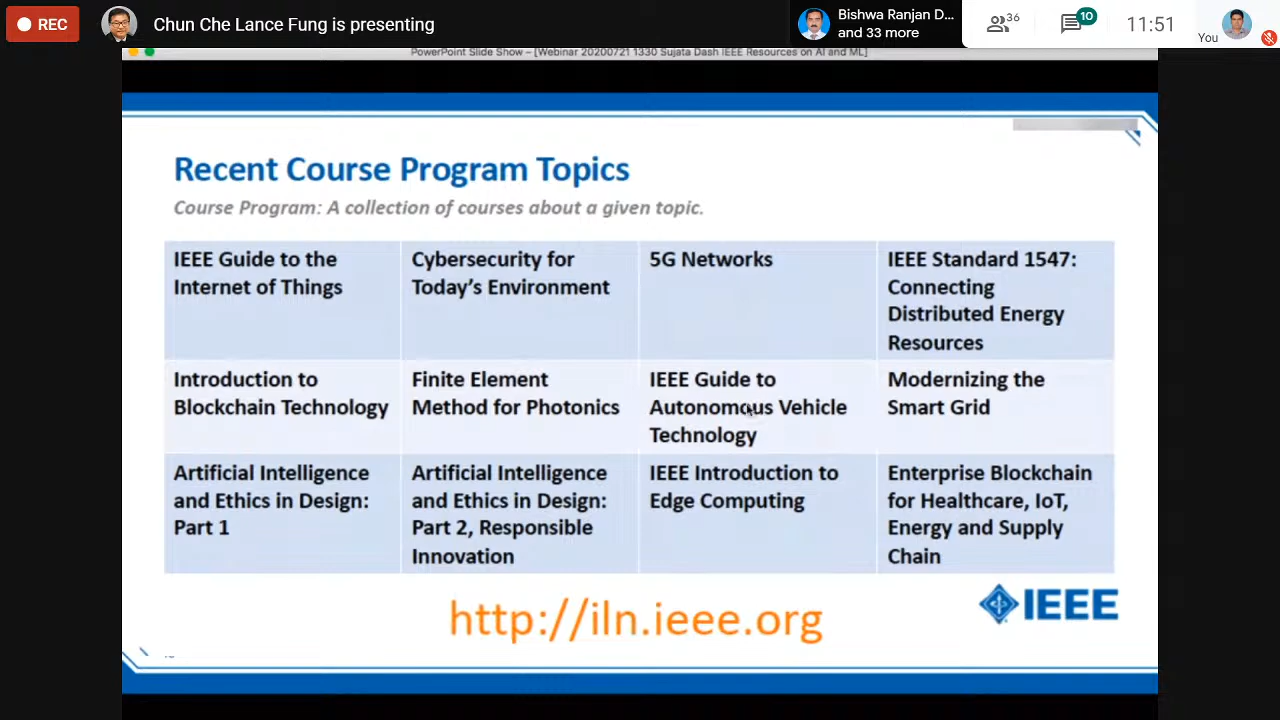 REC
Chun Che Lance Fung is presenting
Bishwa Ranjan D...
and 33 more
36
10
11:51
You
PowerPoint Slide Show – [Webinar 20200721 1330 Sujata Dash IEEE Resources on AI and ML]
Recent Course Program Topics
Course Program: A collection of courses about a given topic.
IEEE Guide to the
Internet of Things
Cybersecurity for
Today's Environment
5G Networks
IEEE Standard 1547:
Connecting
Distributed Energy
Resources
Introduction to
Blockchain Technology
Finite Element
Method for Photonics
IEEE Guide to
Autonomous Vehicle
Technology
Modernizing the
Smart Grid
Artificial Intelligence
and Ethics in Design:
Part 1
Artificial Intelligence
and Ethics in Design:
Part 2, Responsible
Innovation
IEEE Introduction to
Edge Computing
Enterprise Blockchain
for Healthcare, IoT,
Energy and Supply
Chain
http://iln.ieee.org
IEEE